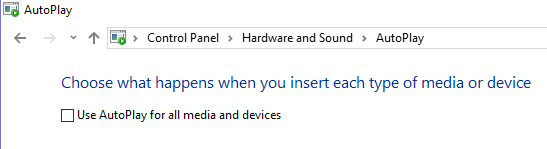 AutoPlay
Control Panel > Hardware and Sound > AutoPlay
Choose what happens when you insert each type of media or device
Use AutoPlay for all media and devices